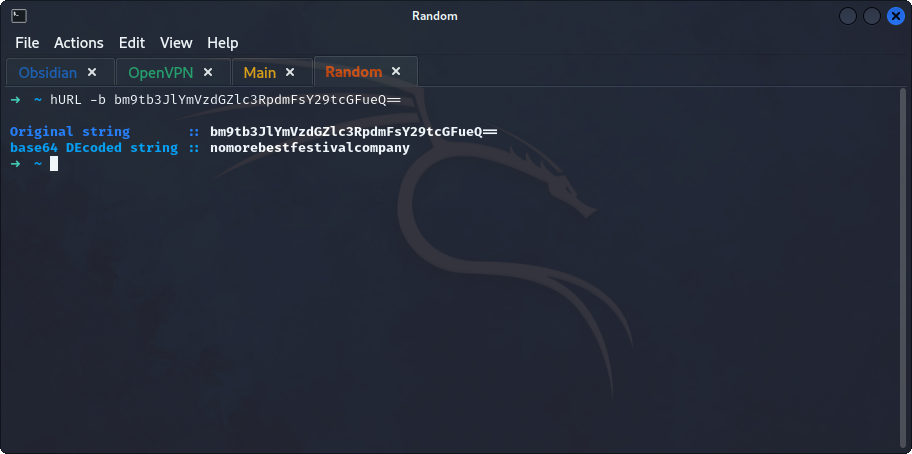 Random
File Actions Edit View Help
Obsidian × OpenVPN × Main × Random ×
→ ~ hURL -b bm9tb3JlYmVzdGZlc3RpdmFsY29tcGFueQ==
Original string :: bm9tb3JlYmVzdGZlc3RpdmFsY29tcGFueQ==
base64 DEcoded string :: nomorebestfestivalcompany
→ ~